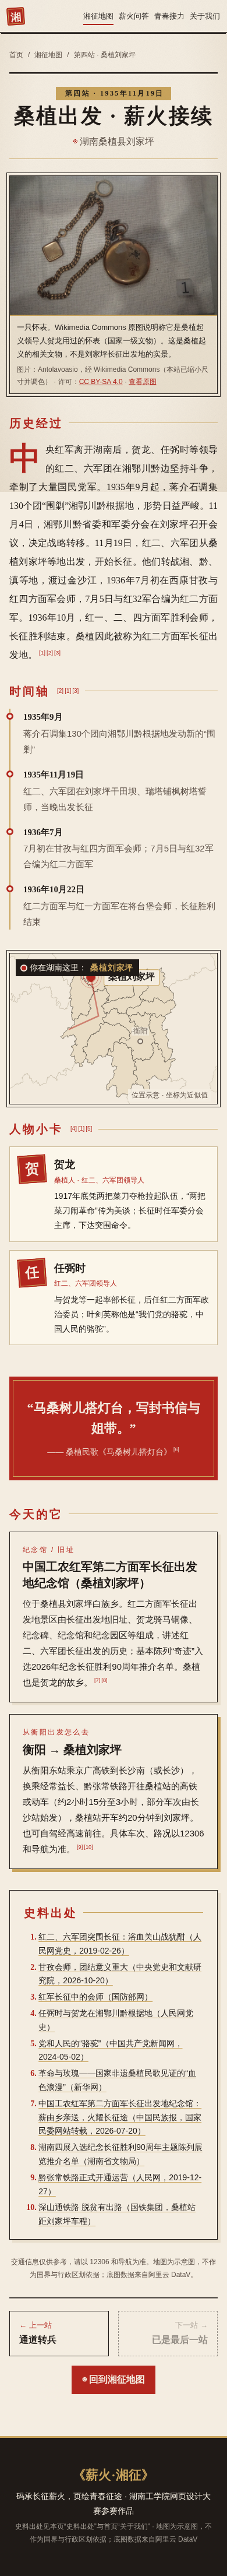 湘
湘征地图 薪火问答 青春接力 关于我们
首页 / 湘征地图 / 第四站 · 桑植刘家坪
第四站 · 1935年11月19日
桑植出发 · 薪火接续
湖南桑植县刘家坪
1
一只怀表。Wikimedia Commons 原图说明称它是桑植起
义领导人贺龙用过的怀表（国家一级文物）。这是桑植起
义的相关文物，不是刘家坪长征出发地的实景。
图片：Antolavoasio，经 Wikimedia Commons（本站已缩小尺
寸并调色） · 许可：CC BY-SA 4.0 · 查看原图
历史经过
中央红军离开湖南后，贺龙、任弼时等领导
的红二、六军团在湘鄂川黔边坚持斗争，
牵制了大量国民党军。1935年9月起，蒋介石调集
130个团“围剿”湘鄂川黔根据地，形势日益严峻。11
月4日，湘鄂川黔省委和军委分会在刘家坪召开会
议，决定战略转移。11月19日，红二、六军团从桑
植刘家坪等地出发，开始长征。他们转战湘、黔、
滇等地，渡过金沙江，1936年7月初在西康甘孜与
红四方面军会师，7月5日与红32军合编为红二方面
军。1936年10月，红一、二、四方面军胜利会师，
长征胜利结束。桑植因此被称为红二方面军长征出
发地。[1][2][3]
时间轴 [2][1][3]
1935年9月
蒋介石调集130个团向湘鄂川黔根据地发动新的“围
剿”
1935年11月19日
红二、六军团在刘家坪干田坝、瑞塔铺枫树塔誓
师，当晚出发长征
1936年7月
7月初在甘孜与红四方面军会师；7月5日与红32军
合编为红二方面军
1936年10月22日
红二方面军与红一方面军在将台堡会师，长征胜利
结束
你在湖南这里：桑植刘家坪
桑植刘家坪
衡阳
位置示意 · 坐标为近似值
人物小卡 [4][1][5]
贺
贺龙
桑植人 · 红二、六军团领导人
1917年底凭两把菜刀夺枪拉起队伍，“两把
菜刀闹革命”传为美谈；长征时任军委分会
主席，下达突围命令。
任
任弼时
红二、六军团领导人
与贺龙等一起率部长征，后任红二方面军政
治委员；叶剑英称他是“我们党的骆驼，中
国人民的骆驼”。
“马桑树儿搭灯台，写封书信与
姐带。”
—— 桑植民歌《马桑树儿搭灯台》[6]
今天的它
纪念馆 / 旧址
中国工农红军第二方面军长征出发
地纪念馆（桑植刘家坪）
位于桑植县刘家坪白族乡。红二方面军长征出
发地景区由长征出发地旧址、贺龙骑马铜像、
纪念碑、纪念馆和纪念园区等组成，讲述红
二、六军团长征出发的历史；基本陈列“奇迹”入
选2026年纪念长征胜利90周年推介名单。桑植
也是贺龙的故乡。[7][8]
从衡阳出发怎么去
衡阳 → 桑植刘家坪
从衡阳东站乘京广高铁到长沙南（或长沙），
换乘经常益长、黔张常铁路开往桑植站的高铁
或动车（约2小时15分至3小时，部分车次由长
沙站始发），桑植站开车约20分钟到刘家坪。
也可自驾经高速前往。具体车次、路况以12306
和导航为准。[9][10]
史料出处
1. 红二、六军团突围长征：浴血关山战犹酣（人
民网党史，2019-02-26）
2. 甘孜会师，团结意义重大（中央党史和文献研
究院，2026-10-20）
3. 红军长征中的会师（国防部网）
4. 任弼时与贺龙在湘鄂川黔根据地（人民网党
史）
5. 党和人民的“骆驼”（中国共产党新闻网，
2024-05-02）
6. 革命与玫瑰——国家非遗桑植民歌见证的“血
色浪漫”（新华网）
7. 中国工农红军第二方面军长征出发地纪念馆：
薪由乡亲送，火耀长征途（中国民族报，国家
民委网站转载，2026-07-20）
8. 湖南四展入选纪念长征胜利90周年主题陈列展
览推介名单（湖南省文物局）
9. 黔张常铁路正式开通运营（人民网，2019-12-
27）
10. 深山通铁路 脱贫有出路（国铁集团，桑植站
距刘家坪车程）
交通信息仅供参考，请以 12306 和导航为准。地图为示意图，不作
为国界与行政区划依据；底图数据来自阿里云 DataV。
← 上一站
通道转兵
下一站 →
已是最后一站
回到湘征地图
《薪火·湘征》
码承长征薪火，页绘青春征途 · 湖南工学院网页设计大
赛参赛作品
史料出处见本页“史料出处”与首页“关于我们” · 地图为示意图，不
作为国界与行政区划依据；底图数据来自阿里云 DataV